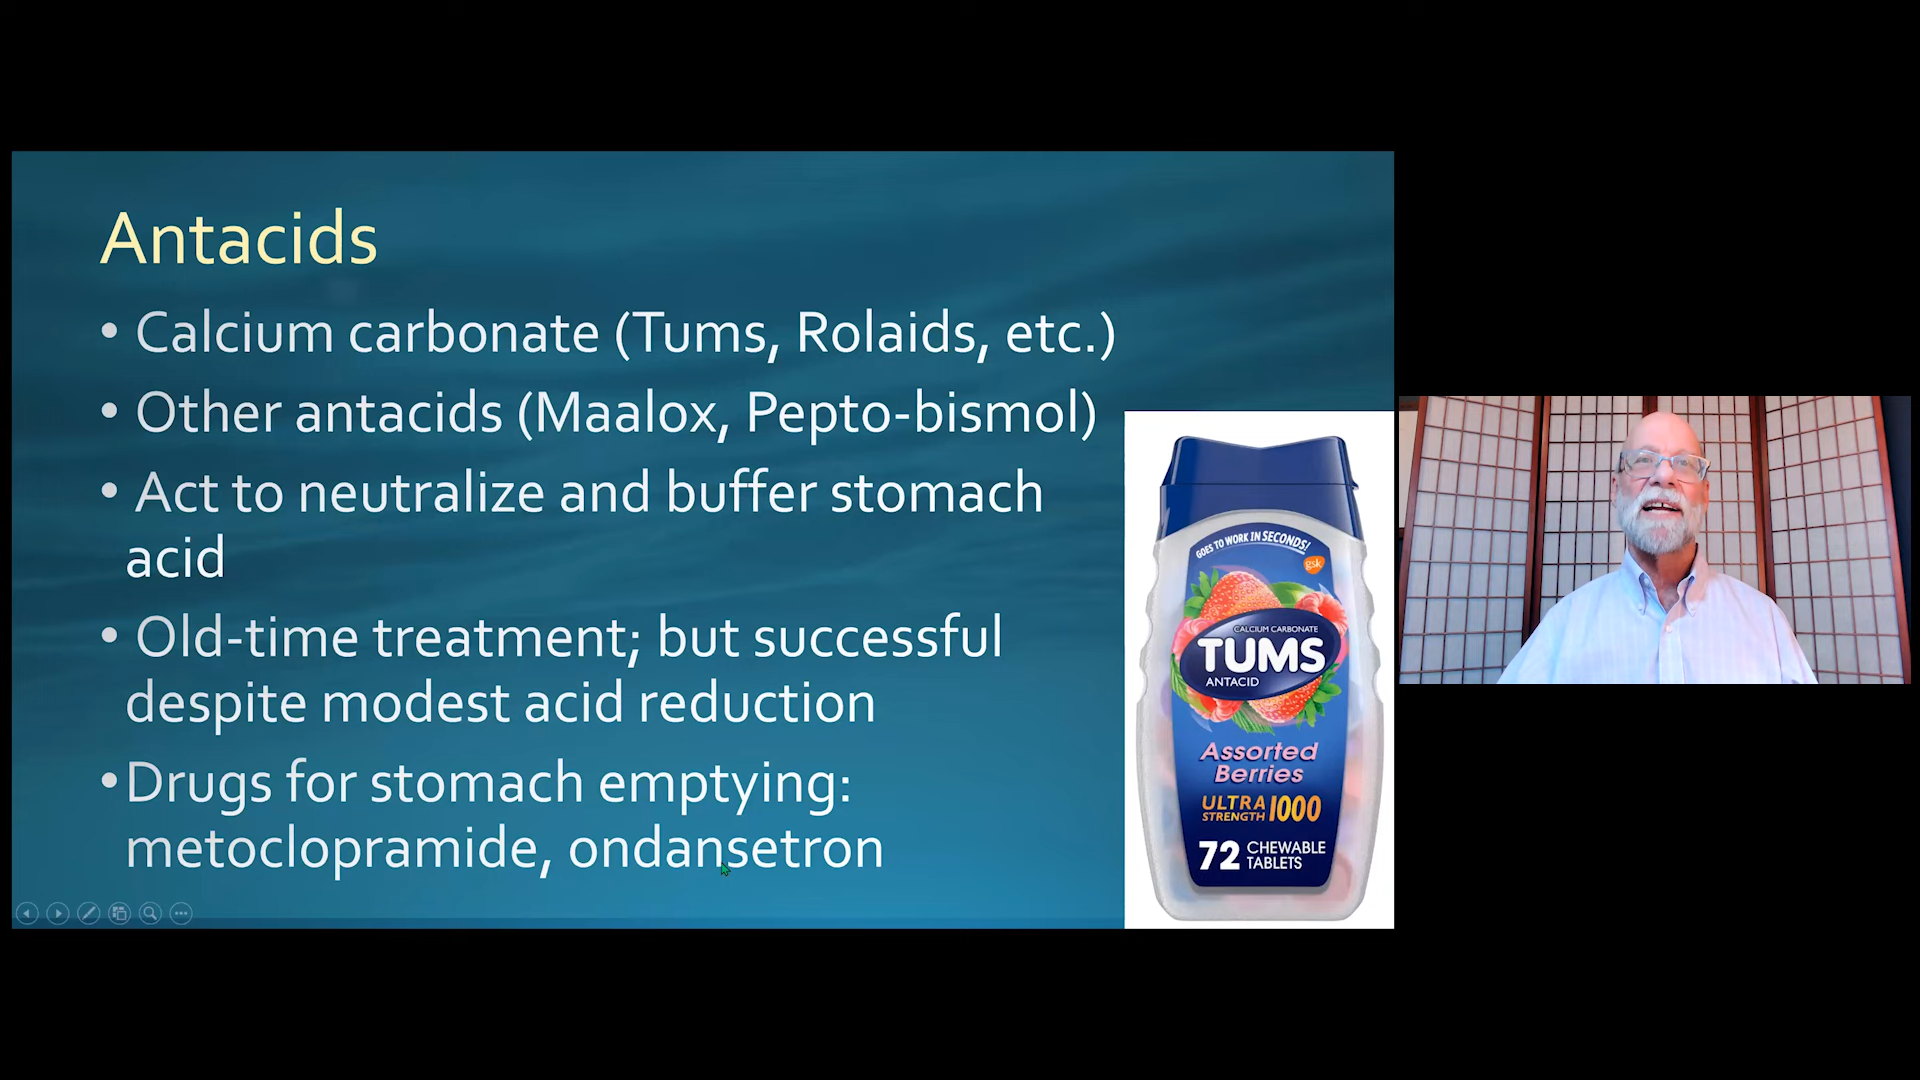 Antacids
• Calcium carbonate (Tums, Rolaids, etc.)
• Other antacids (Maalox, Pepto-bismol)
• Act to neutralize and buffer stomach
acid
• Old-time treatment; but successful
despite modest acid reduction
•Drugs for stomach emptying:
metoclopramide, ondansetron
GOES TO WORK IN SECONDS!
gsk
CALCIUM CARBONATE
TUMS
ANTACID
Assorted
Berries
ULTRA
STRENGTH 1000
72 CHEWABLE
TABLETS